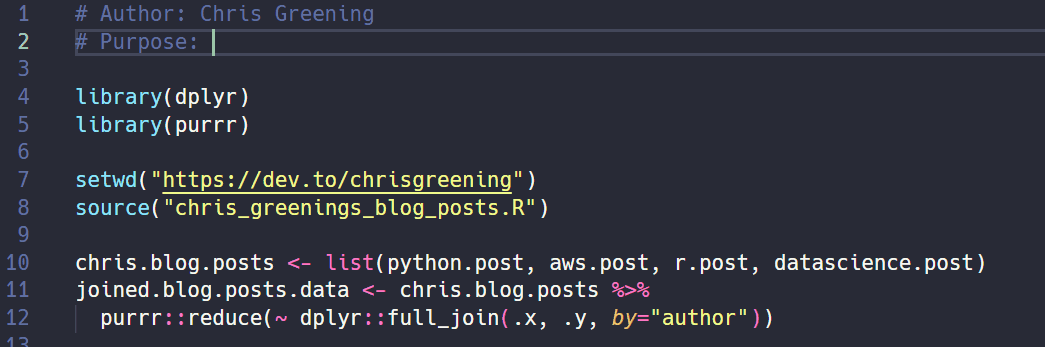 1 # Author: Chris Greening
2 # Purpose:
3
4 library(dplyr)
5 library(purrr)
6
7 setwd("https://dev.to/chrisgreening")
8 source("chris_greenings_blog_posts.R")
9
10 chris.blog.posts <- list(python.post, aws.post, r.post, datascience.post)
11 joined.blog.posts.data <- chris.blog.posts %>%
12 purrr::reduce(~ dplyr::full_join(.x, .y, by="author"))
13